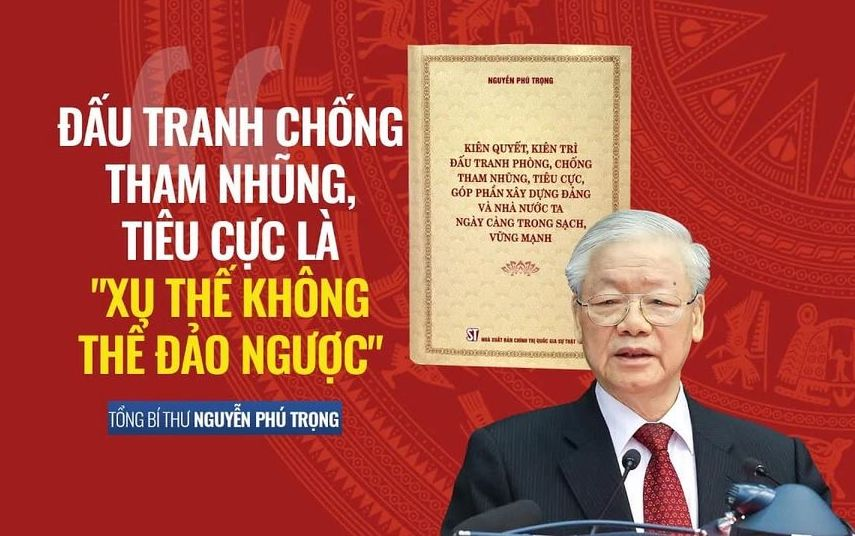 ĐẤU TRANH CHỐNG
THAM NHŨNG,
TIÊU CỰC LÀ
"XU THẾ KHÔNG
THỂ ĐẢO NGƯỢC"
TỔNG BÍ THƯ NGUYỄN PHÚ TRỌNG
NGUYỄN PHÚ TRỌNG
KIÊN QUYẾT, KIÊN TRÌ
ĐẤU TRANH PHÒNG, CHỐNG
THAM NHŨNG, TIÊU CỰC,
GÓP PHẦN XÂY DỰNG ĐẢNG
VÀ NHÀ NƯỚC TA
NGÀY CÀNG TRONG SẠCH,
VỮNG MẠNH
ST NHÀ XUẤT BẢN CHÍNH TRỊ QUỐC GIA SỰ THẬT